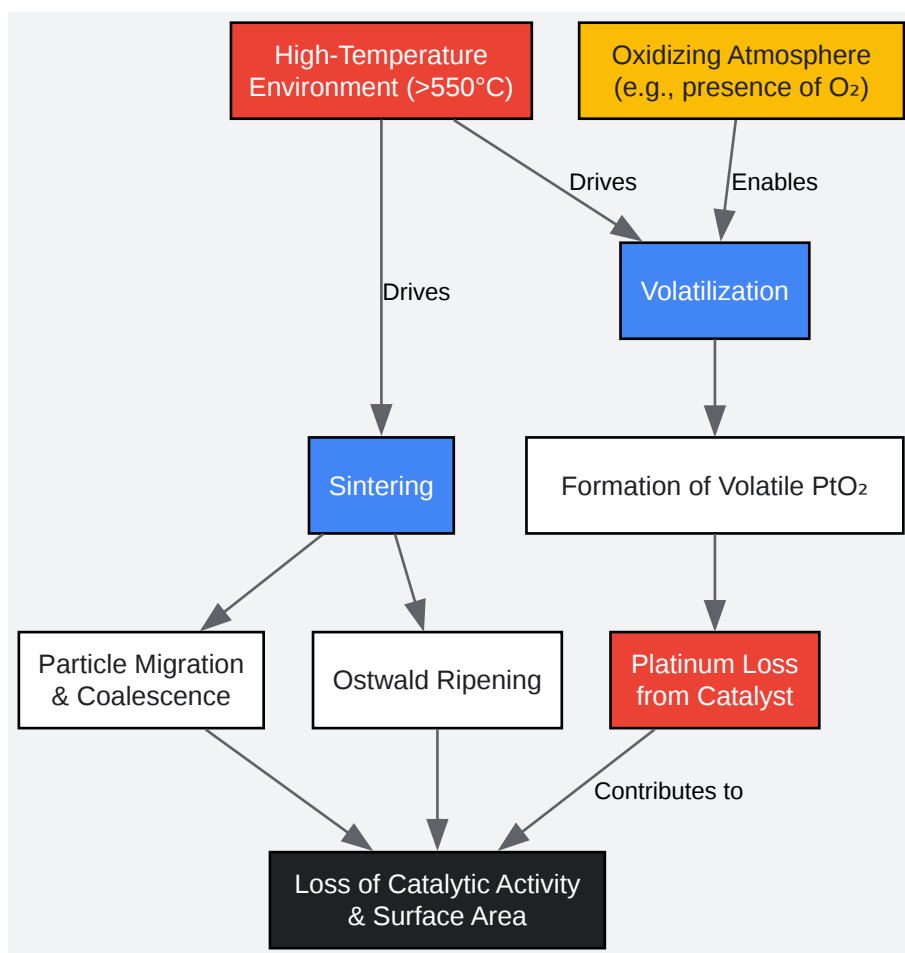 High-Temperature
Environment (>550°C)
Oxidizing Atmosphere
(e.g., presence of O₂)
Drives
Enables
Volatilization
Drives
Sintering
Formation of Volatile PtO₂
Particle Migration
& Coalescence
Ostwald Ripening
Platinum Loss
from Catalyst
Contributes to
Loss of Catalytic Activity
& Surface Area